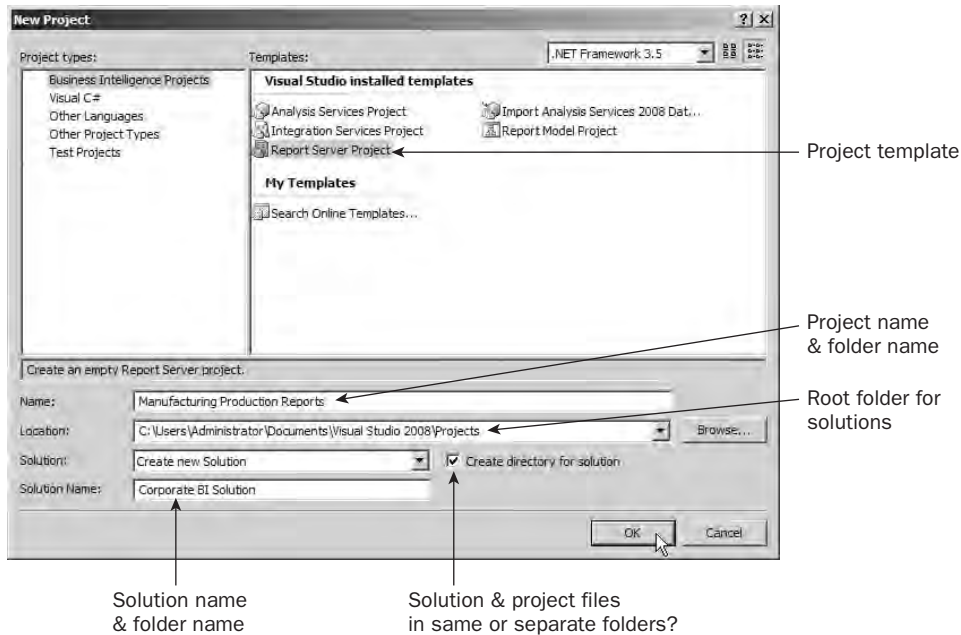 New Project
Project types:
Templates:
.NET Framework 3.5
Business Intelligence Projects
Visual C#
Other Languages
Other Project Types
Test Projects
Visual Studio installed templates
Analysis Services Project
Integration Services Project
Report Server Project
Import Analysis Services 2008 Dat...
Report Model Project
My Templates
Search Online Templates...
Project template
Create an empty Report Server project.
Name:
Manufacturing Production Reports
Location:
C:\Users\Administrator\Documents\Visual Studio 2008\Projects
Browse...
Solution:
Create new Solution
Create directory for solution
Solution Name:
Corporate BI Solution
OK
Cancel
Project name
& folder name
Root folder for
solutions
Solution name
& folder name
Solution & project files
in same or separate folders?